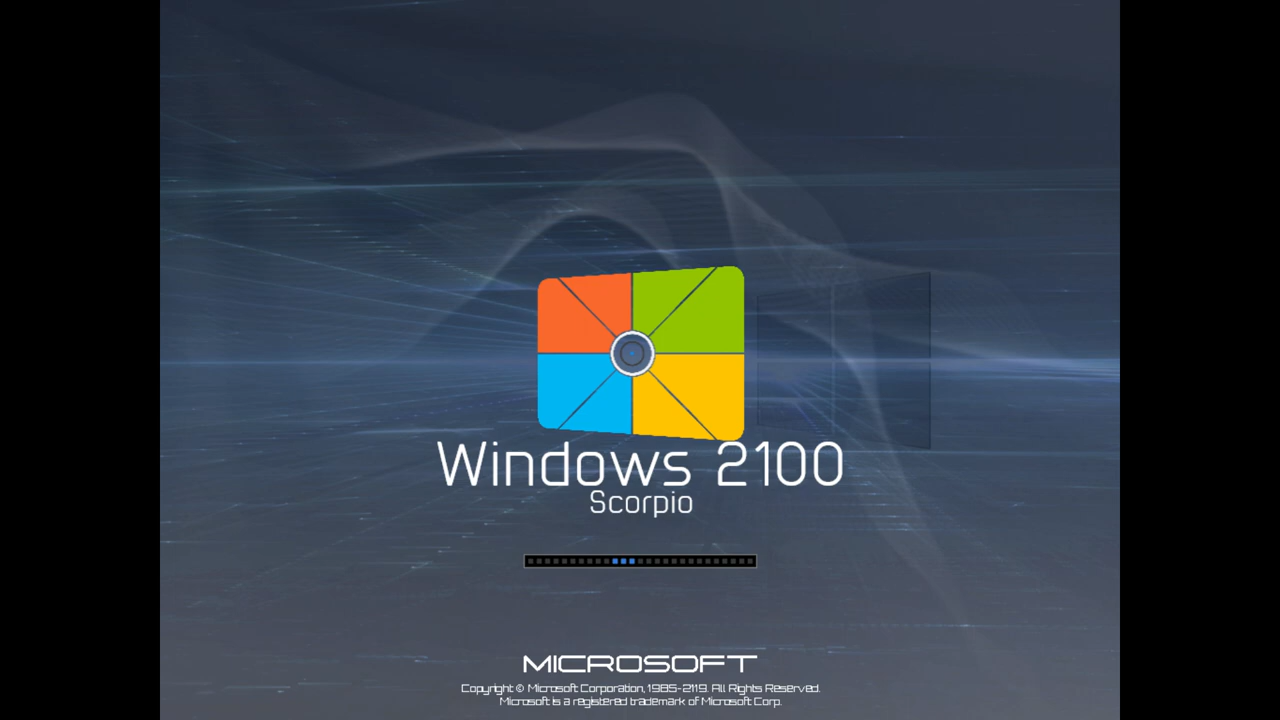 Windows 2100
Scorpio
MICROSOFT
Copyright © Microsoft Corporation, 1985-2119. All Rights Reserved.
Microsoft is a registered trademark of Microsoft Corp.